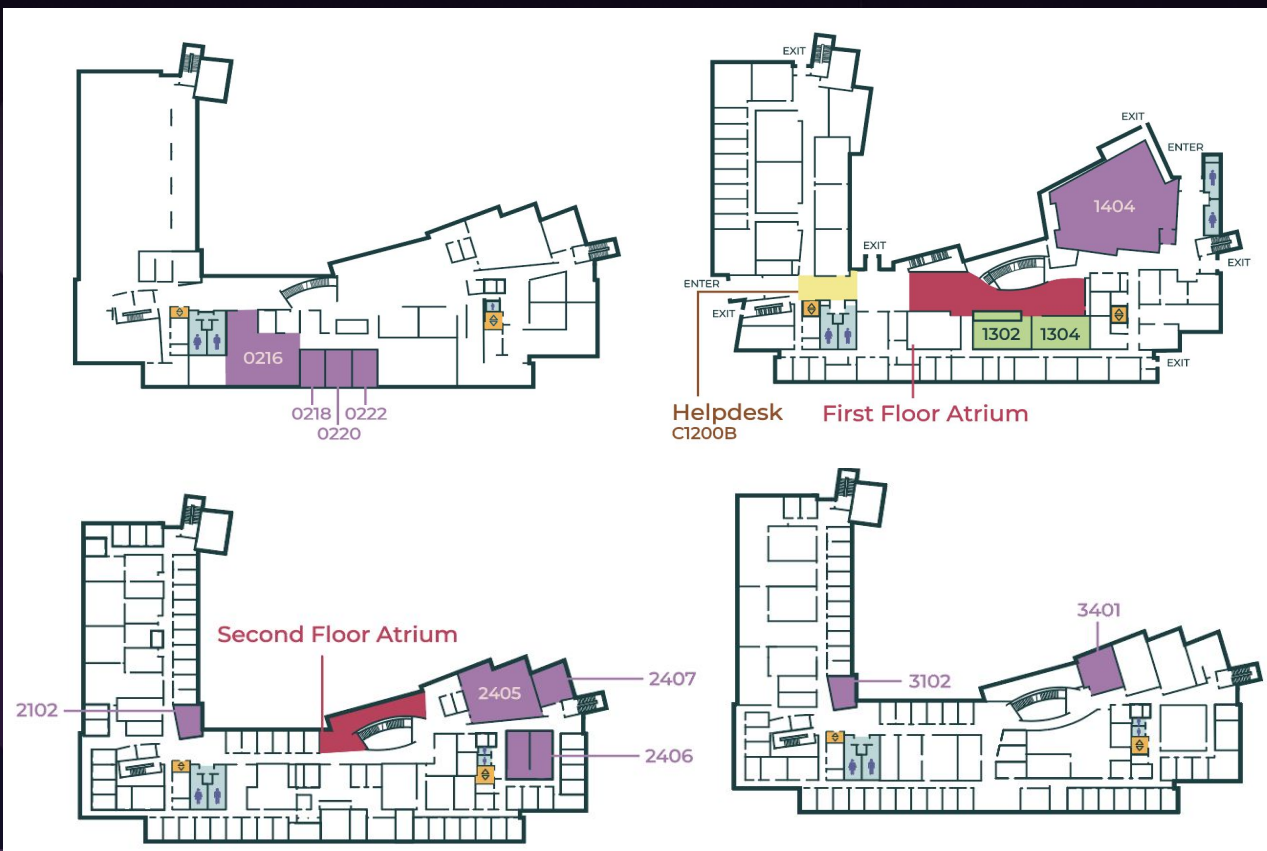 0216
0218
0222
0220
EXIT
EXIT
ENTER
1404
EXIT
ENTER
EXIT
EXIT
1302
1304
EXIT
Helpdesk
C1200B
First Floor Atrium
Second Floor Atrium
2102
2405
2407
2406
3401
3102